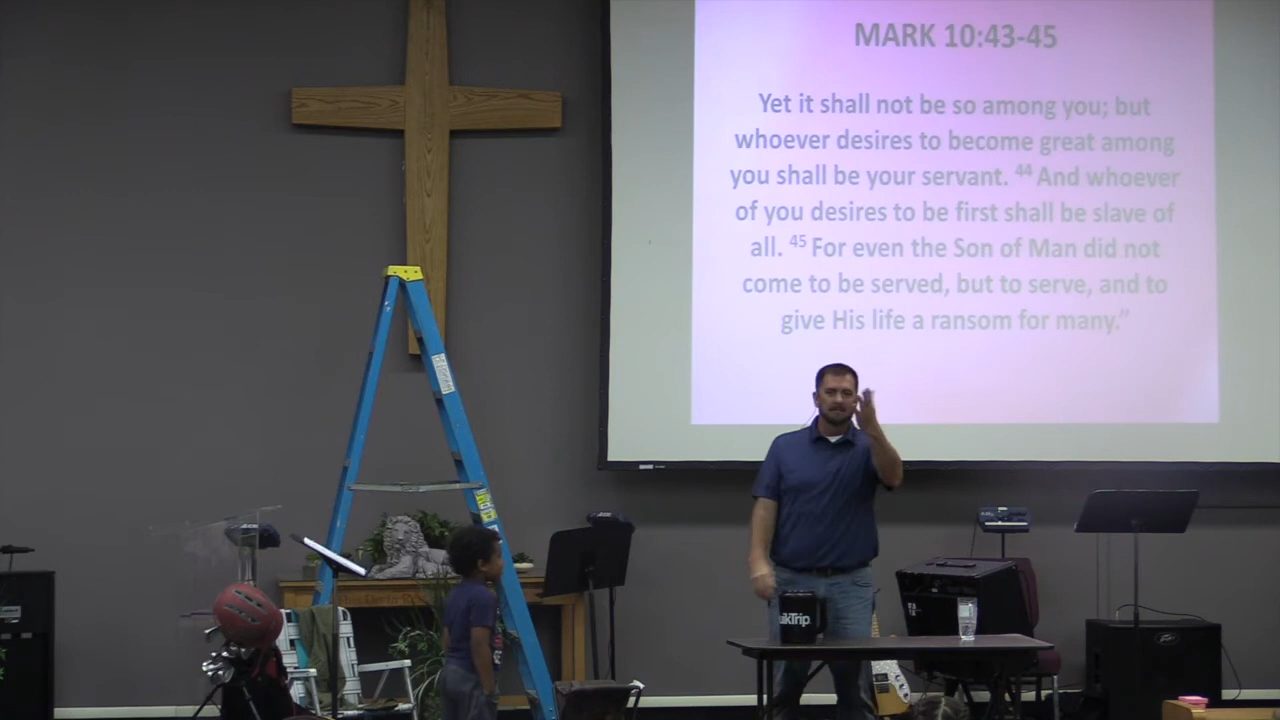 MARK 10:43-45
Yet it shall not be so among you; but
whoever desires to become great among
you shall be your servant. 44 And whoever
of you desires to be first shall be slave of
all. 45 For even the Son of Man did not
come to be served, but to serve, and to
give His life a ransom for many.”
uikTrip